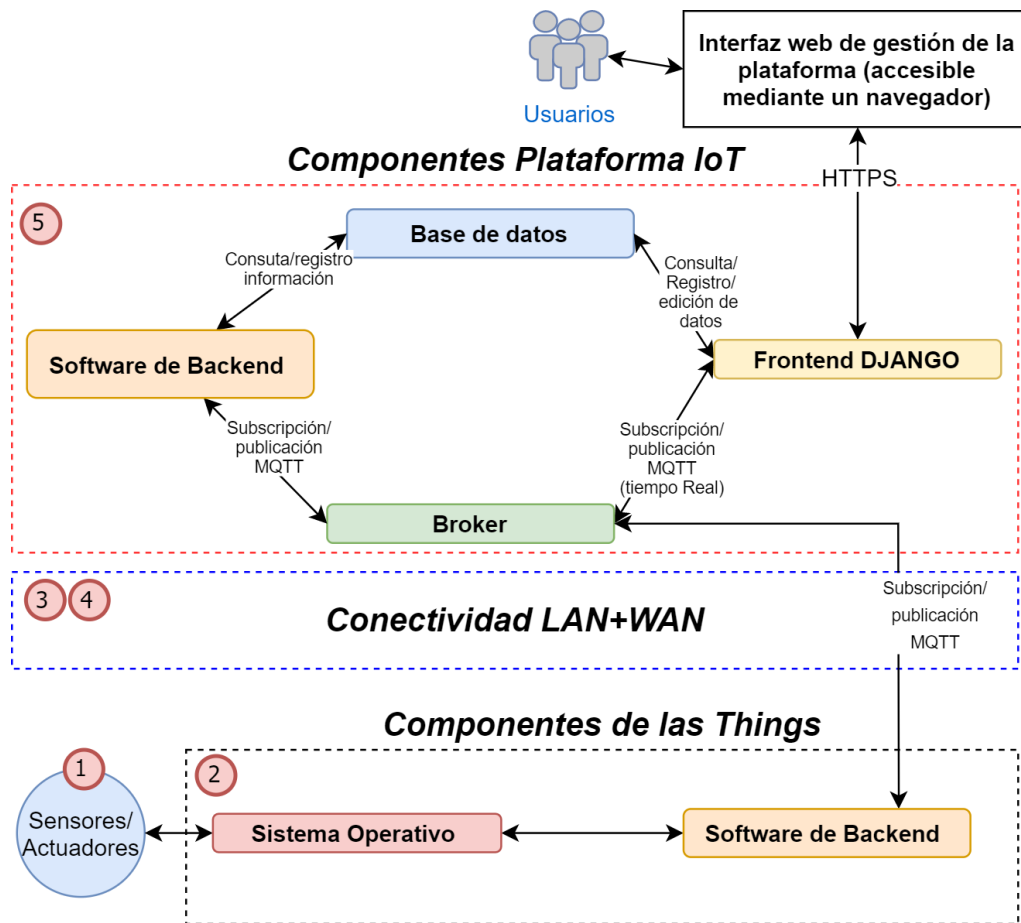 Usuarios
Interfaz web de gestión de la
plataforma (accesible
mediante un navegador)
Componentes Plataforma IoT
HTTPS
5
Base de datos
Consuta/registro
información
Consulta/
Registro/
edición de
datos
Software de Backend
Frontend DJANGO
Subscripción/
publicación
MQTT
Subscripción/
publicación
MQTT
(tiempo Real)
Broker
3
4
Conectividad LAN+WAN
Subscripción/
publicación
MQTT
Componentes de las Things
1
2
Sensores/
Actuadores
Sistema Operativo
Software de Backend